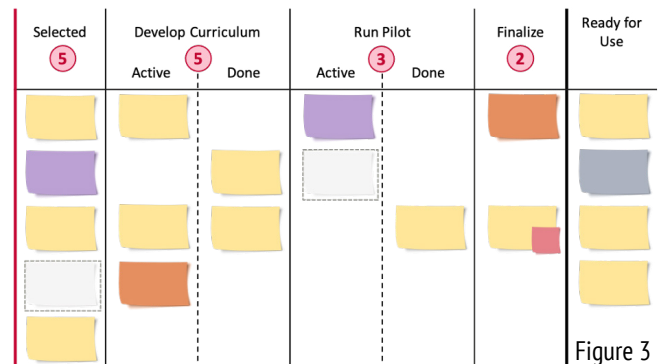 Selected
Develop Curriculum
Run Pilot
Finalize
Ready for
Use
5
5
3
2
Active
Done
Active
Done
Figure 3